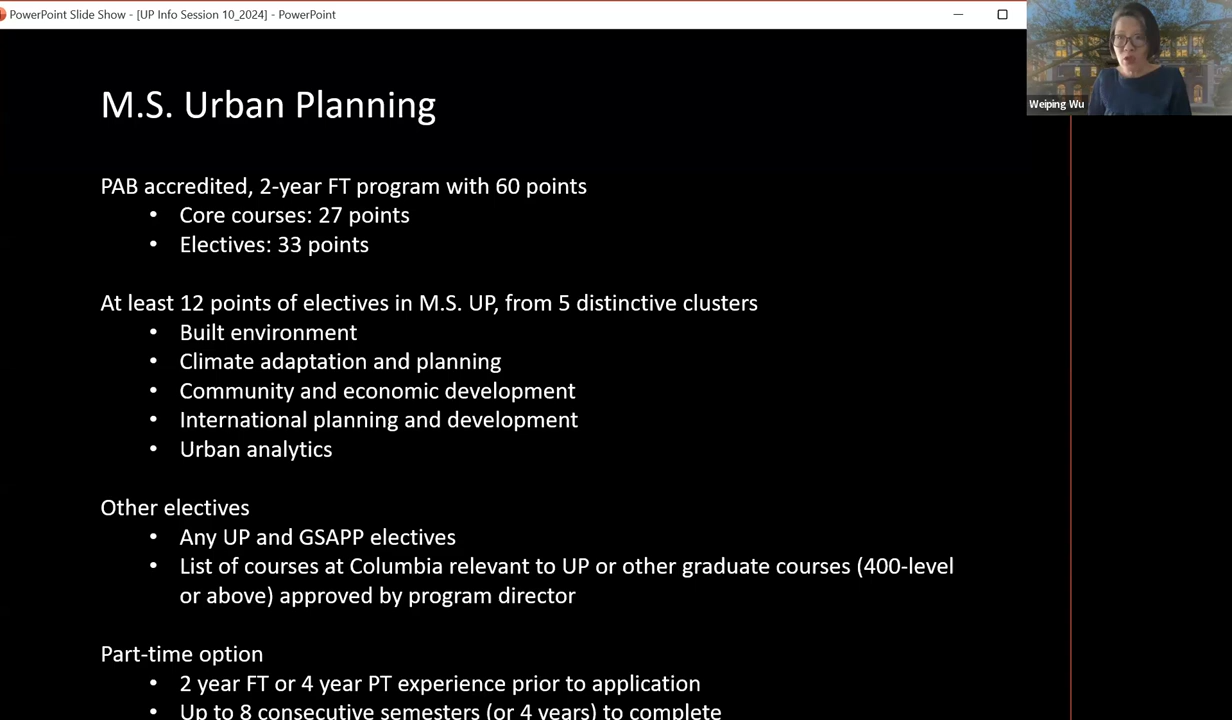 PowerPoint Slide Show - [UP Info Session 10_2024] - PowerPoint
Weiping Wu
M.S. Urban Planning
PAB accredited, 2-year FT program with 60 points
• Core courses: 27 points
• Electives: 33 points
At least 12 points of electives in M.S. UP, from 5 distinctive clusters
• Built environment
• Climate adaptation and planning
• Community and economic development
• International planning and development
• Urban analytics
Other electives
• Any UP and GSAPP electives
• List of courses at Columbia relevant to UP or other graduate courses (400-level
or above) approved by program director
Part-time option
• 2 year FT or 4 year PT experience prior to application
• Up to 8 consecutive semesters (or 4 years) to complete